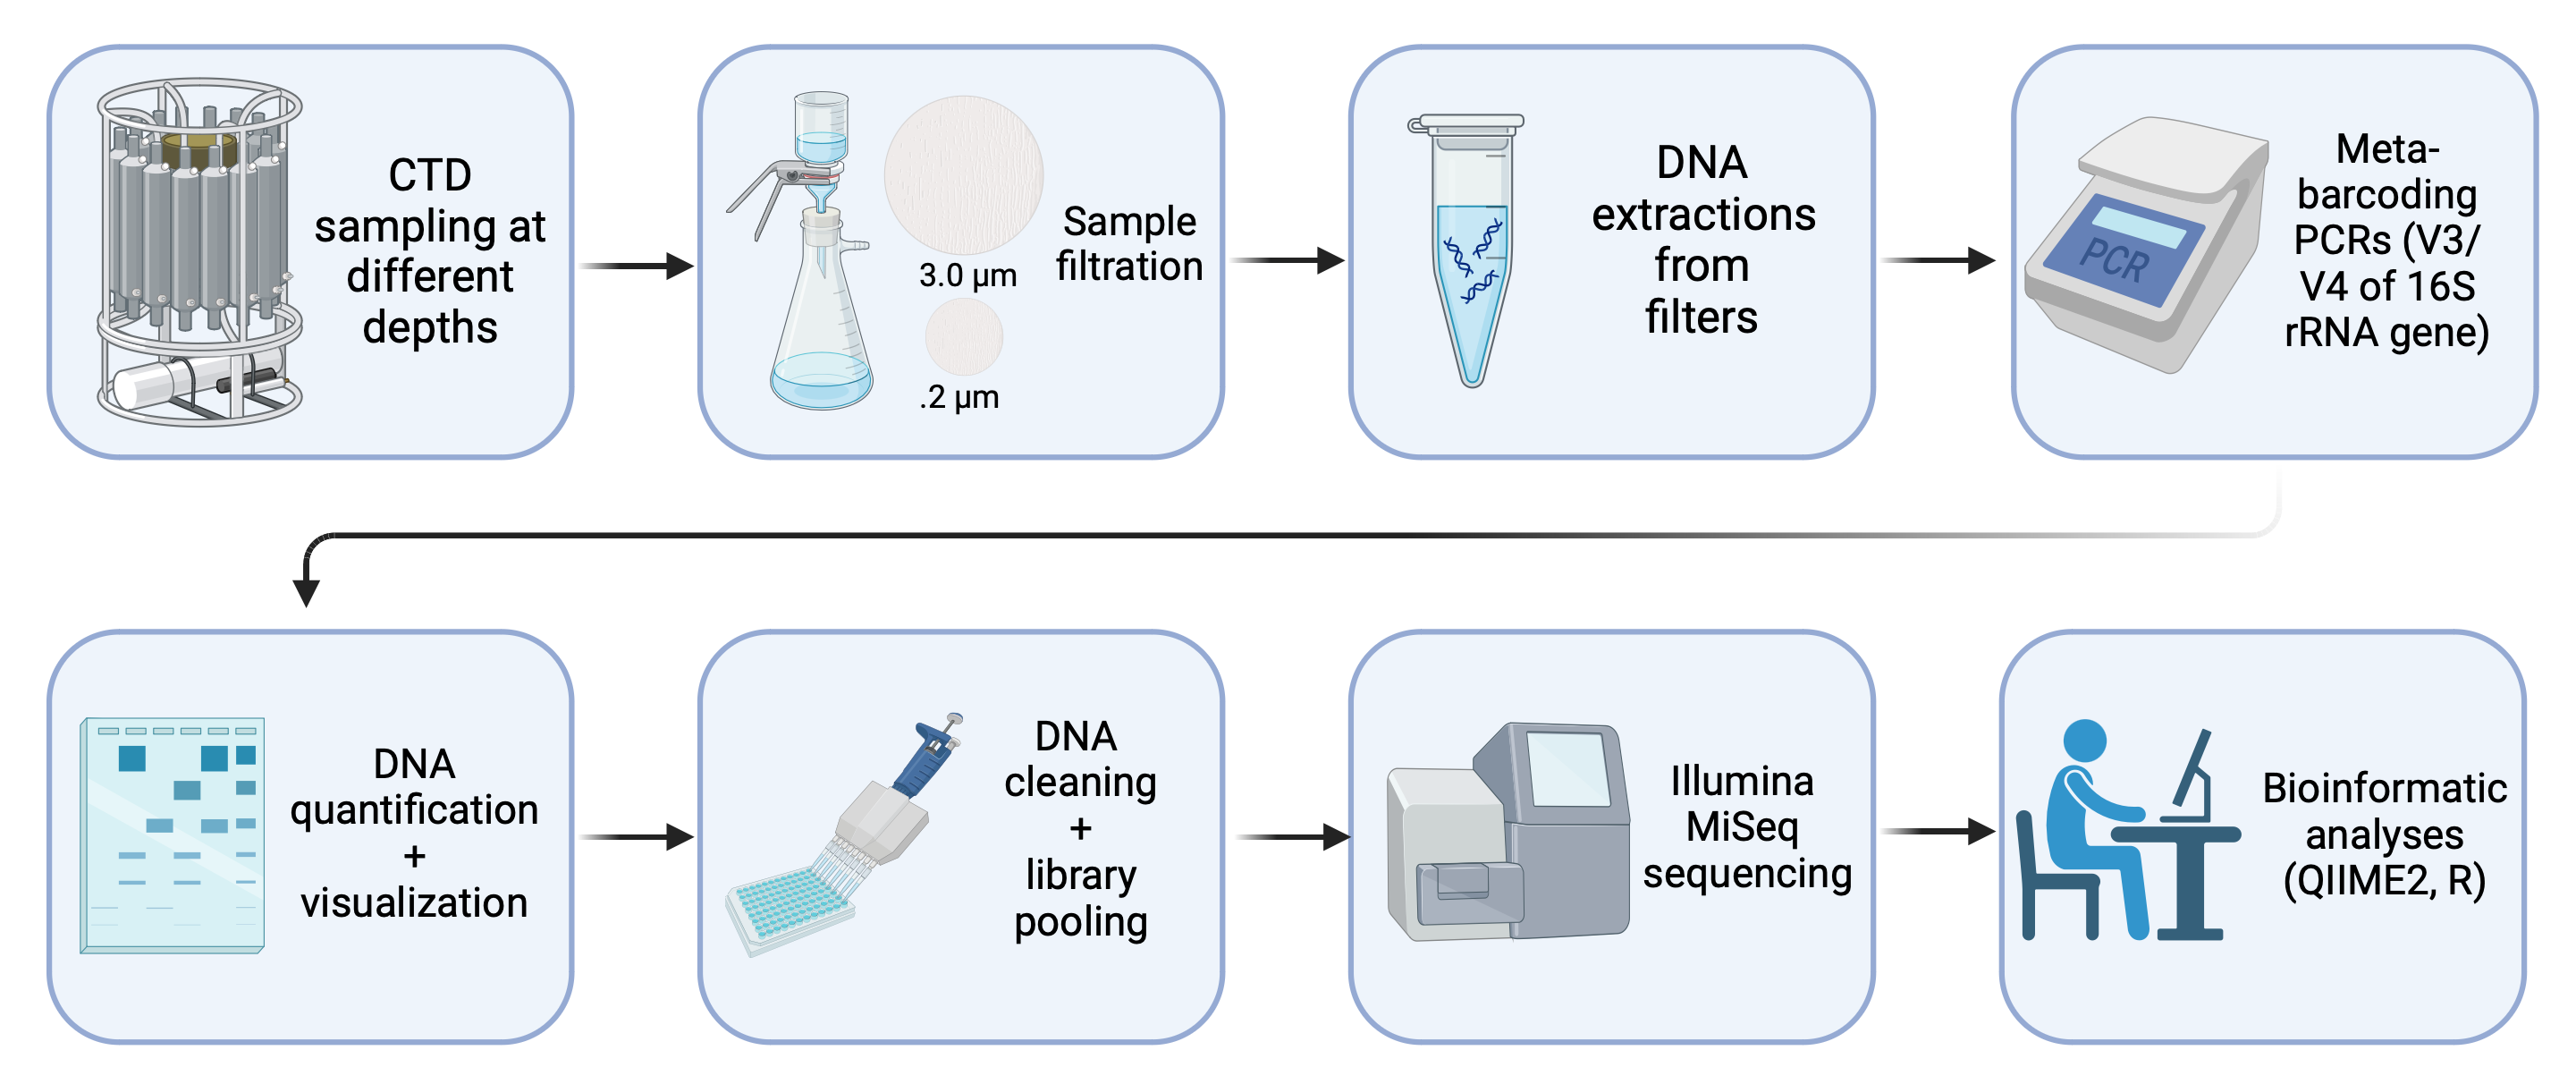 CTD
sampling at
different
depths
3.0 µm
.2 µm
Sample
filtration
DNA
extractions
from
filters
PCR
Meta-
barcoding
PCRs (V3/
V4 of 16S
rRNA gene)
DNA
quantification
+
visualization
DNA
cleaning
+
library
pooling
Illumina
MiSeq
sequencing
Bioinformatic
analyses
(QIIME2, R)